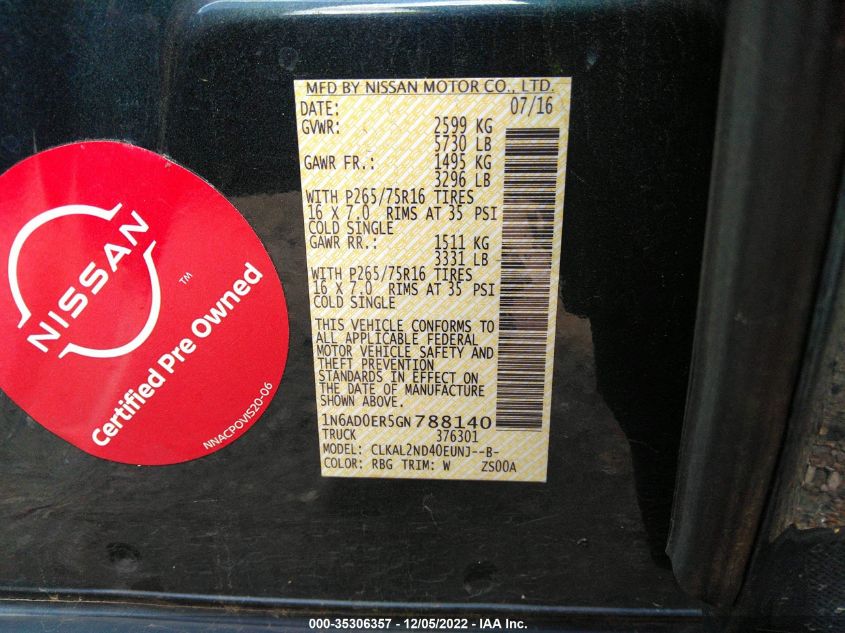 MFD BY NISSAN MOTOR CO., LTD.
DATE: 07/16
GVWR: 2599 KG
5730 LB
GAWR FR.: 1495 KG
3296 LB
WITH P265/75R16 TIRES
16 X 7.0 RIMS AT 35 PSI
COLD SINGLE
GAWR RR.: 1511 KG
3331 LB
WITH P265/75R16 TIRES
16 X 7.0 RIMS AT 35 PSI
COLD SINGLE
THIS VEHICLE CONFORMS TO
ALL APPLICABLE FEDERAL
MOTOR VEHICLE SAFETY AND
THEFT PREVENTION
STANDARDS IN EFFECT ON
THE DATE OF MANUFACTURE
SHOWN ABOVE.
1N6AD0ER5GN788140
TRUCK 376301
MODEL: CLKAL2ND40EUNJ--B-
COLOR: RBG TRIM: W ZS00A
NISSAN
TM
Certified Pre Owned
NNACPOVIS20-06
000-35306357 - 12/05/2022 - IAA Inc.